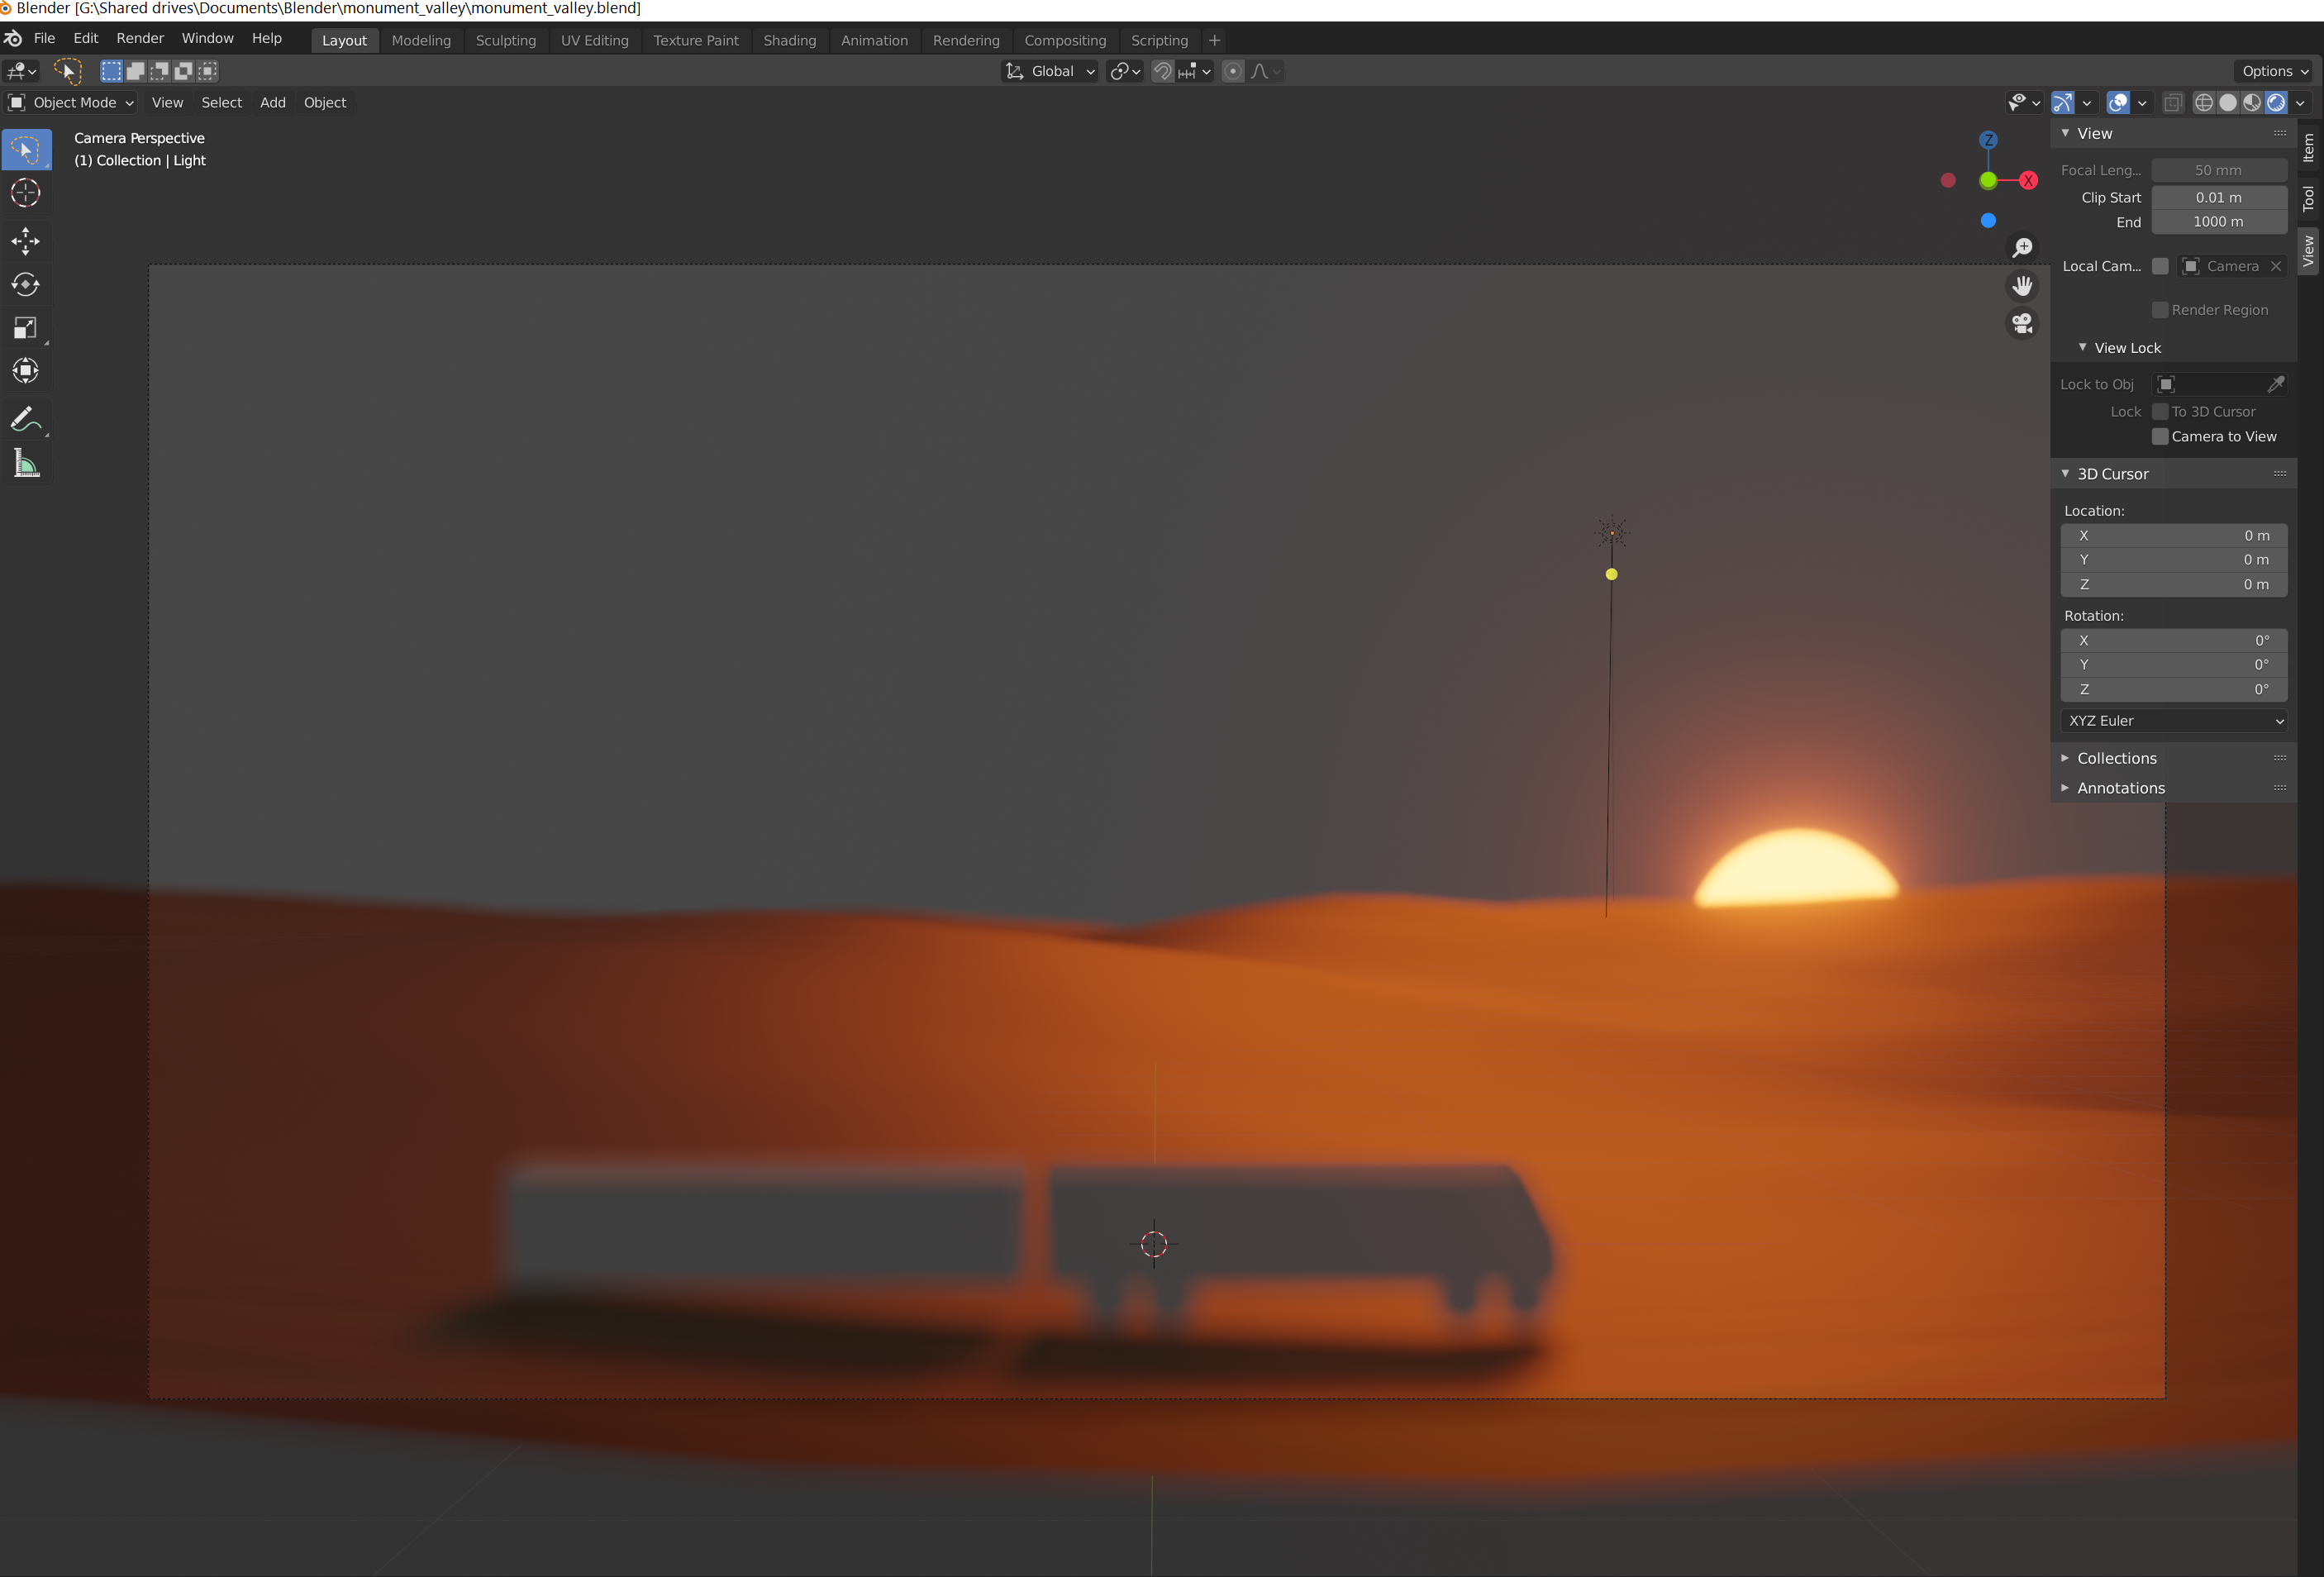 Blender [G:\Shared drives\Documents\Blender\monument_valley\monument_valley.blend]
File Edit Render Window Help Layout Modeling Sculpting UV Editing Texture Paint Shading Animation Rendering Compositing Scripting +
Global Options
Object Mode View Select Add Object
Camera Perspective
(1) Collection | Light
Z
X
View
Focal Leng... 50 mm
Clip Start 0.01 m
End 1000 m
Local Cam... Camera
Render Region
View Lock
Lock to Obj
Lock To 3D Cursor
Camera to View
3D Cursor
Location:
X 0 m
Y 0 m
Z 0 m
Rotation:
X 0°
Y 0°
Z 0°
XYZ Euler
Collections
Annotations
Item
Tool
View